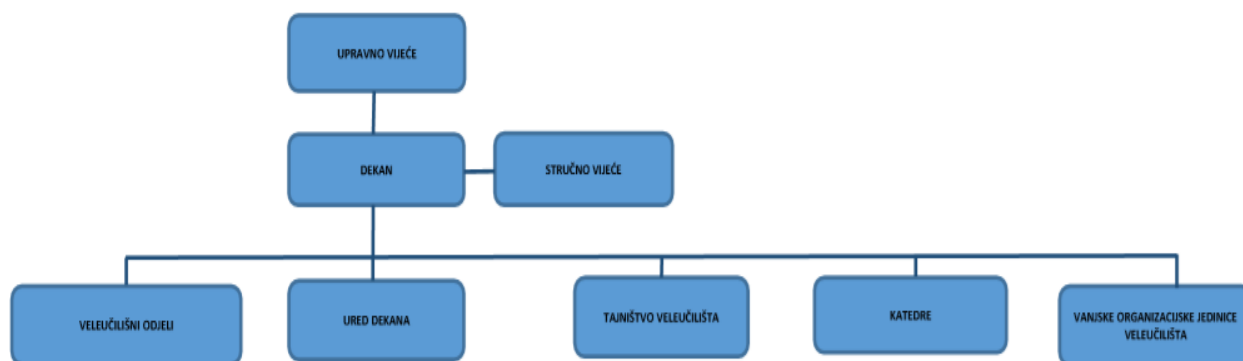 UPRAVNO VIJEĆE
DEKAN
STRUČNO VIJEĆE
VELEUČILIŠNI ODJELI
URED DEKANA
TAJNIŠTVO VELEUČILIŠTA
KATEDRE
VANJSKE ORGANIZACIJSKE JEDINICE
VELEUČILIŠTA